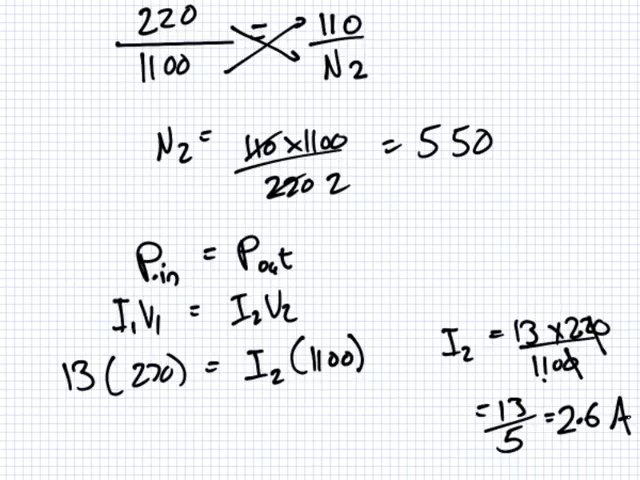 220/1100 = 110/N2
N2 = 110×1100/220 2 = 550
Pin = Pout
I1V1 = I2V2
13(220) = I2(1100)
I2 = 13×220/1100
= 13/5 = 2.6 A